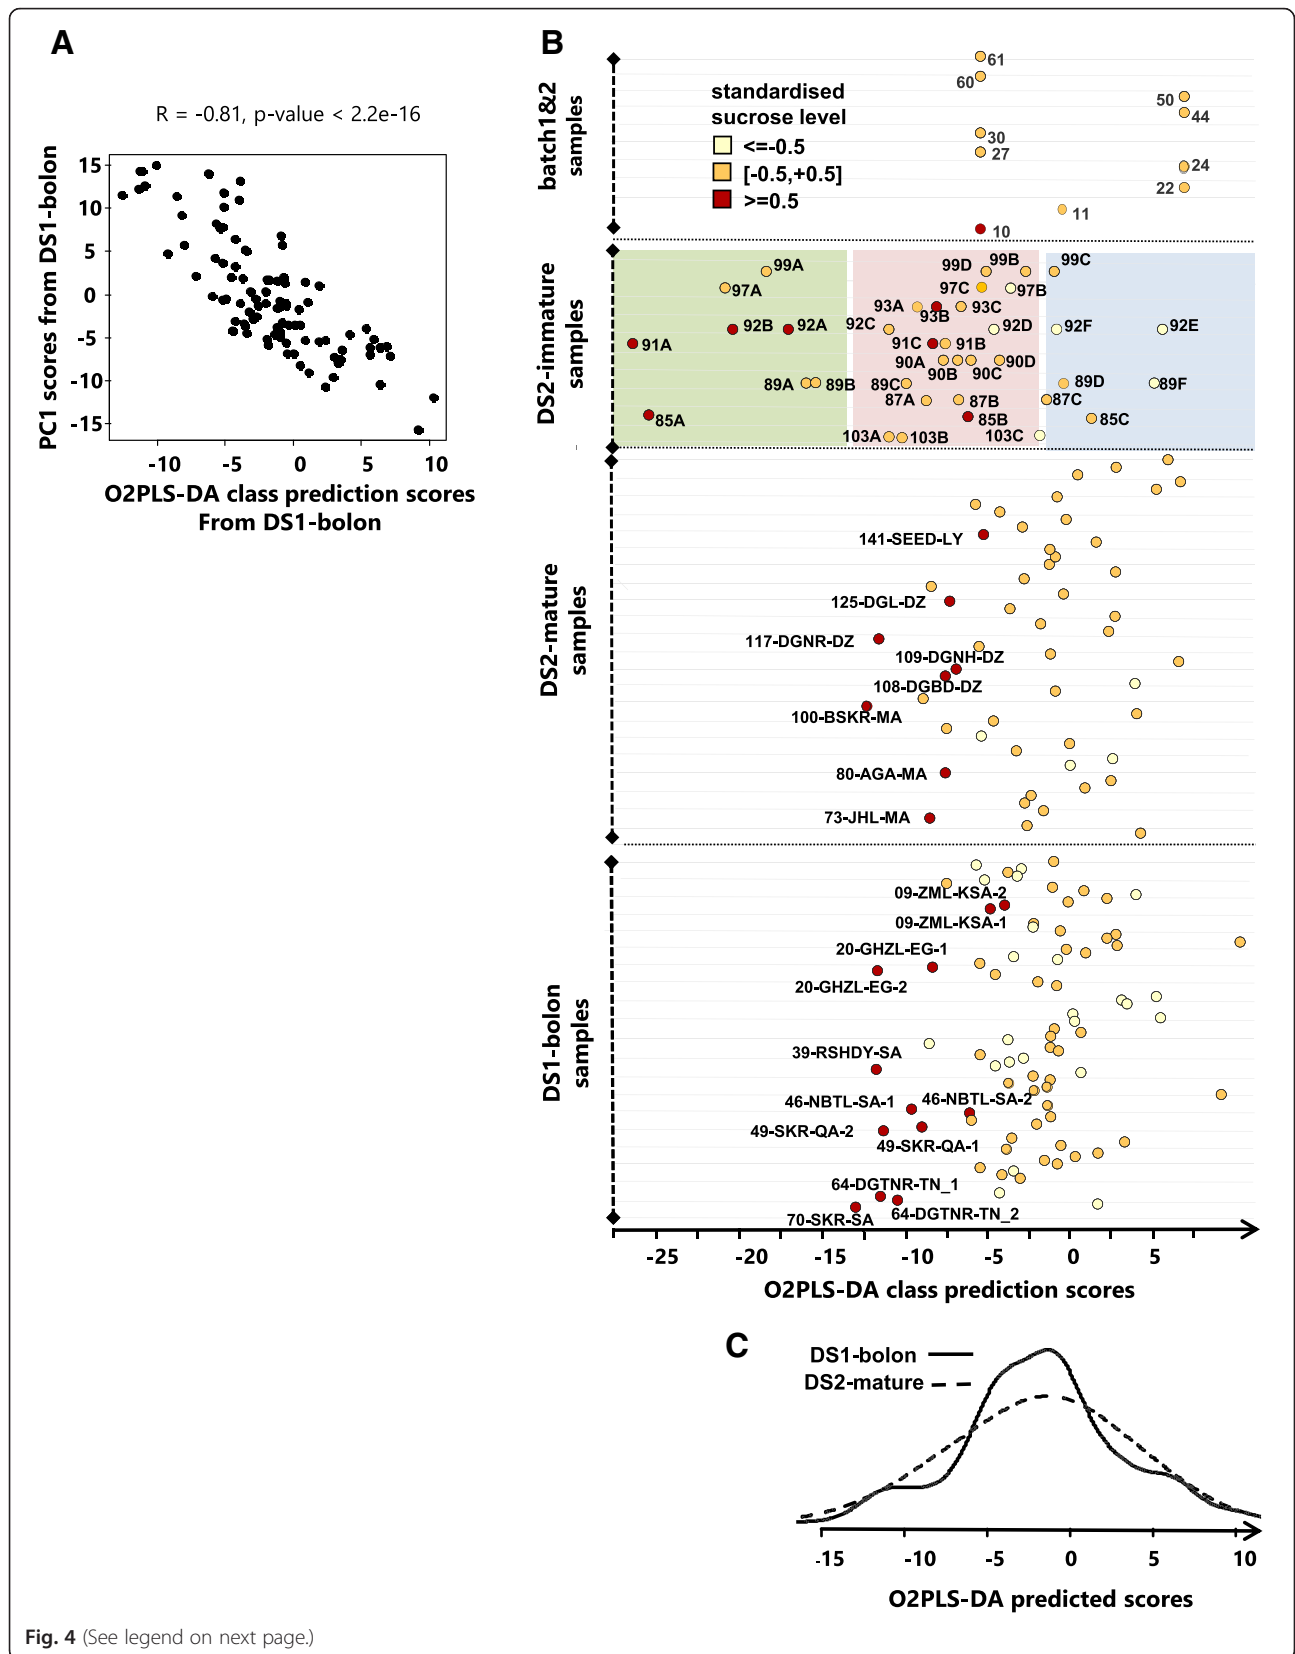 A
R = -0.81, p-value < 2.2e-16
PC1 scores from DS1-bolon
15
10
5
0
-5
-10
-15
-10
-5
0
5
10
O2PLS-DA class prediction scores
From DS1-bolon
B
batch1&2
samples
standardised
sucrose level
<=-0.5
[-0.5,+0.5]
>=0.5
61
60
50
44
30
27
24
22
11
10
DS2-immature
samples
99A
99D
99B
99C
97A
97C
97B
93A
93B
93C
92B
92A
92C
92D
92F
92E
91A
91C
91B
90A
90B
90C
90D
89A
89B
89C
89D
89F
87A
87B
87C
85A
85B
85C
103A
103B
103C
DS2-mature
samples
141-SEED-LY
125-DGL-DZ
117-DGNR-DZ
109-DGNH-DZ
108-DGBD-DZ
100-BSKR-MA
80-AGA-MA
73-JHL-MA
DS1-bolon
samples
09-ZML-KSA-2
09-ZML-KSA-1
20-GHZL-EG-1
20-GHZL-EG-2
39-RSHDY-SA
46-NBTL-SA-1
46-NBTL-SA-2
49-SKR-QA-2
49-SKR-QA-1
64-DGTNR-TN_1
64-DGTNR-TN_2
70-SKR-SA
-25
-20
-15
-10
-5
0
5
O2PLS-DA class prediction scores
C
DS1-bolon
DS2-mature
-15
-10
-5
0
5
10
O2PLS-DA predicted scores
Fig. 4 (See legend on next page.)